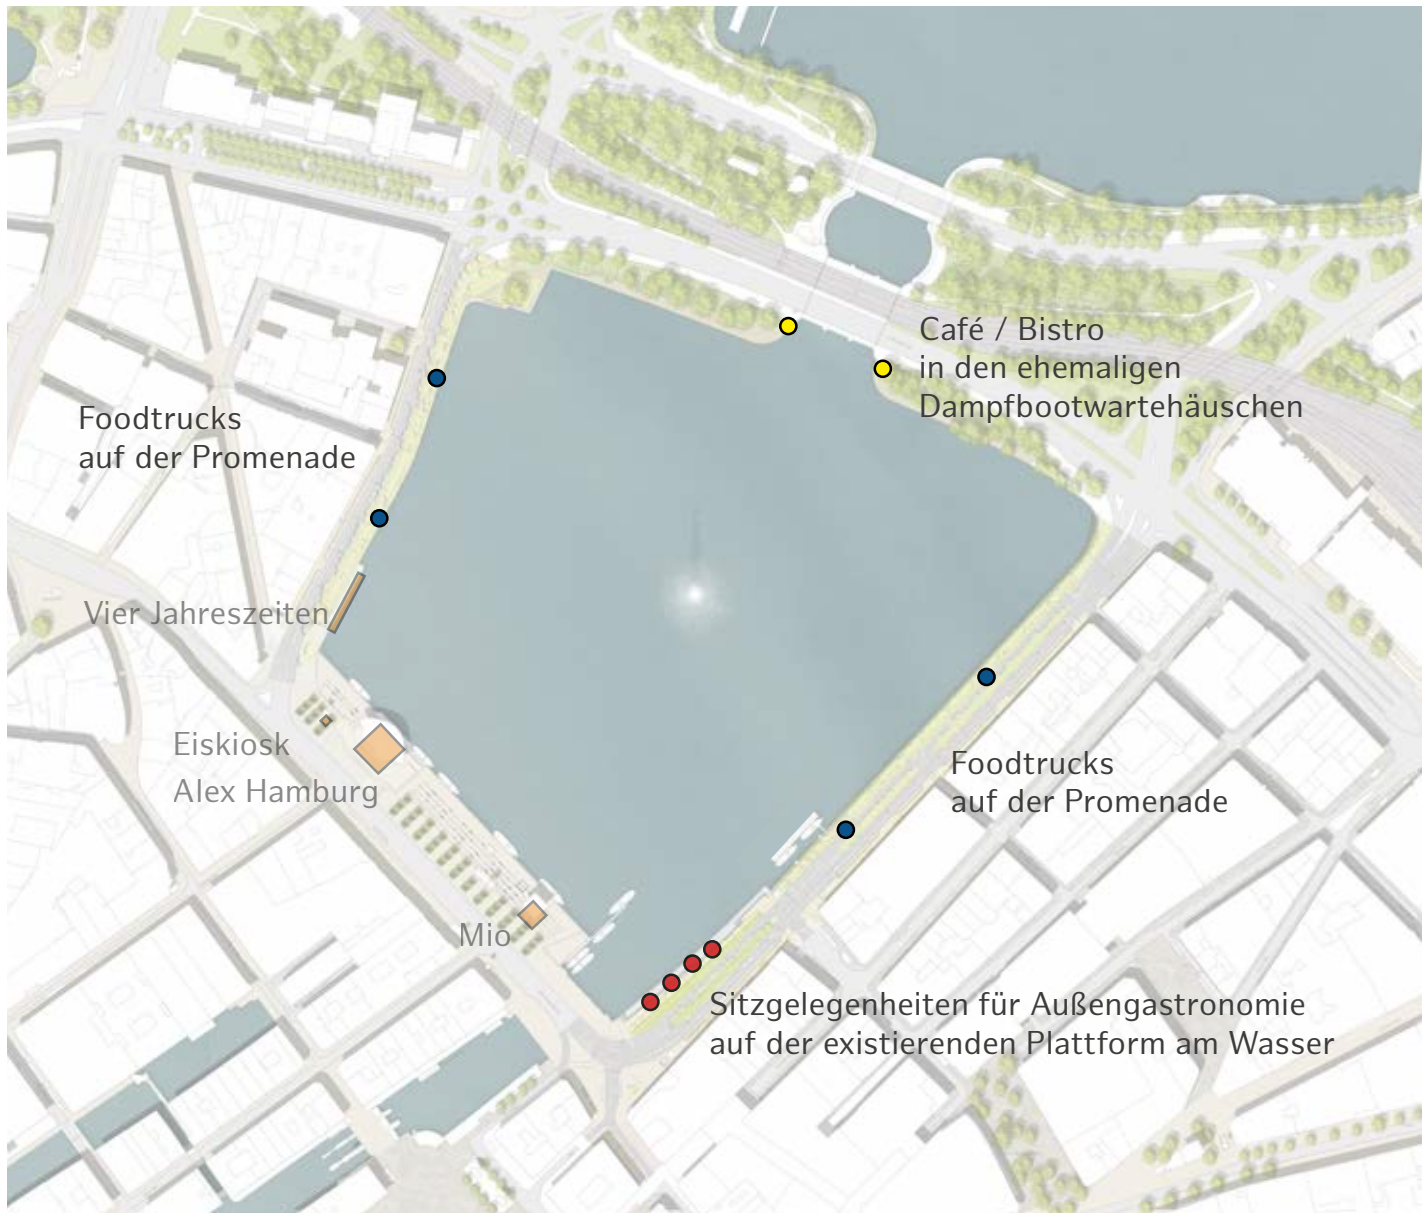 Café / Bistro
in den ehemaligen
Dampfbootwartehäuschen
Foodtrucks
auf der Promenade
Vier Jahreszeiten
Eiskiosk
Alex Hamburg
Foodtrucks
auf der Promenade
Mio
Sitzgelegenheiten für Außengastronomie
auf der existierenden Plattform am Wasser